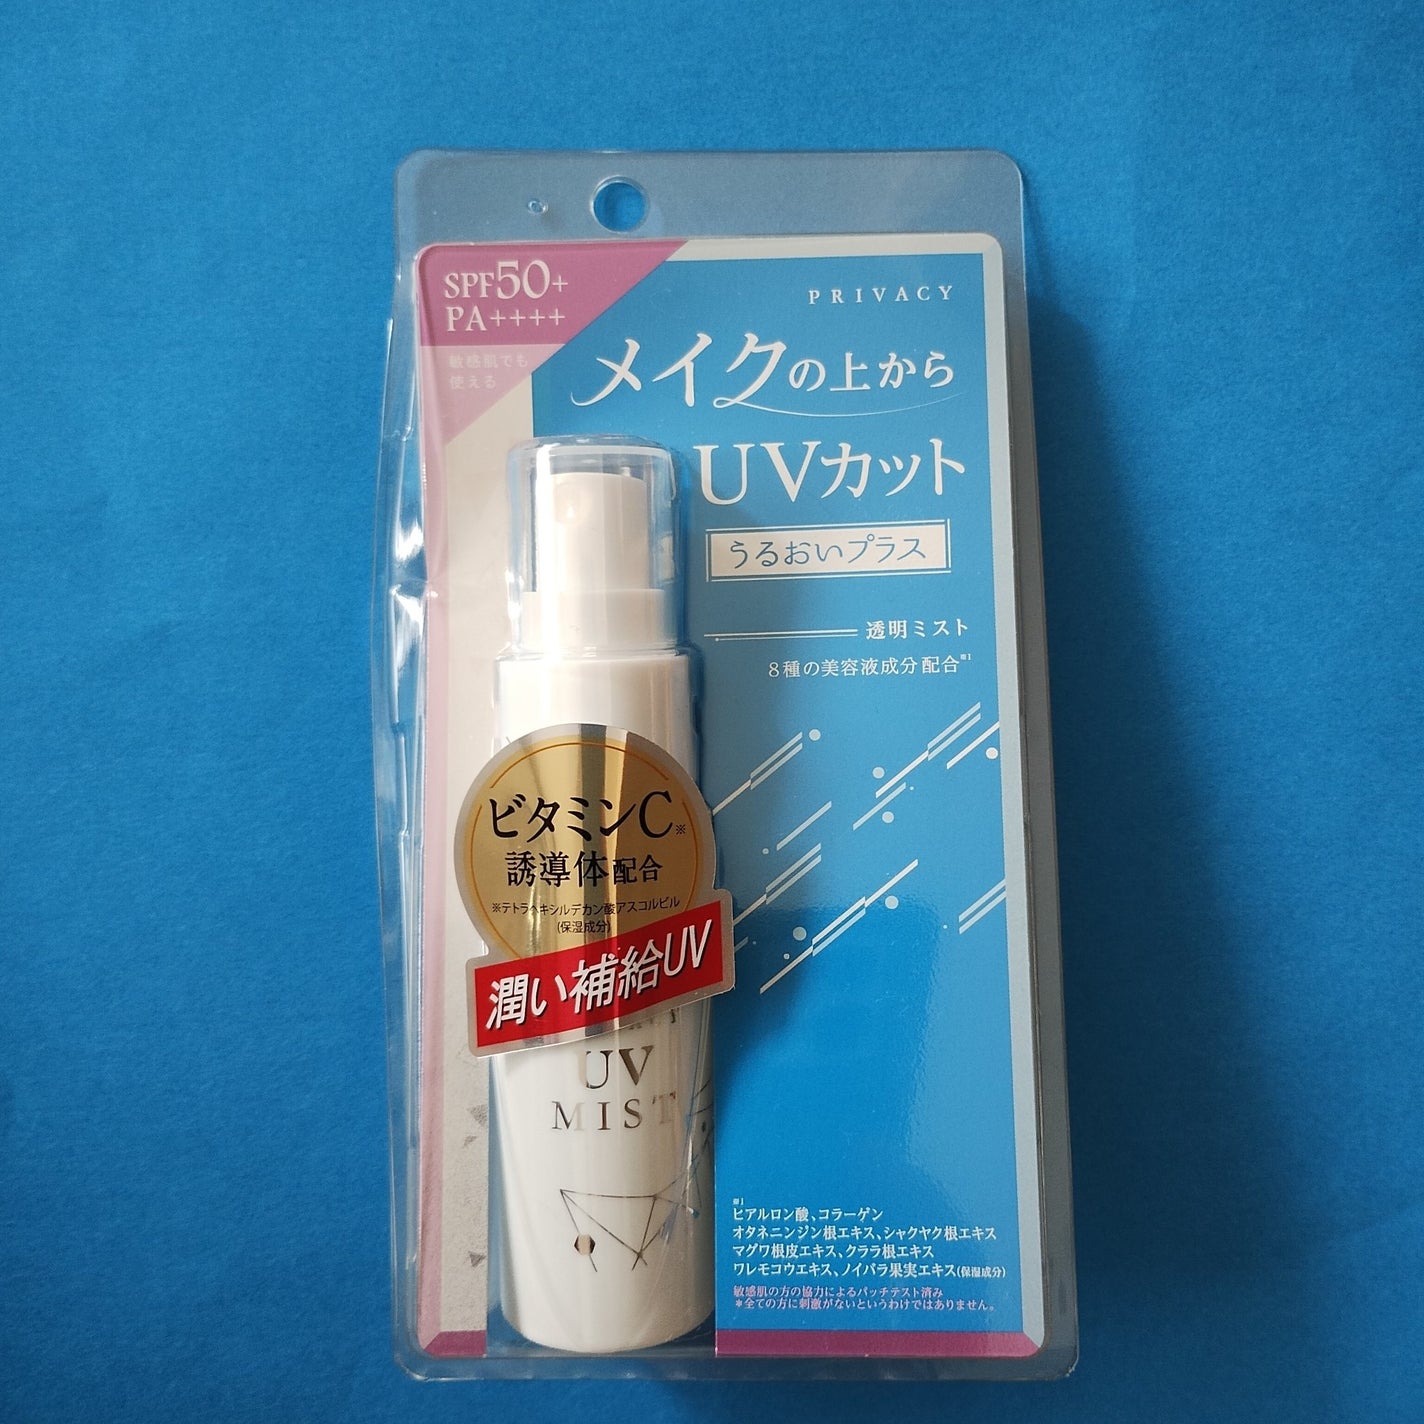 SPF50+
PA++++
敏感肌でも
使える
PRIVACY
メイクの上から
UVカット
うるおいプラス
透明ミスト
8種の美容液成分配合※1
ビタミンC※
誘導体配合
※テトラヘキシルデカン酸アスコルビル
(保湿成分)
潤い補給UV
UV
MIST
※1
ヒアルロン酸、コラーゲン
オタネニンジン根エキス、シャクヤク根エキス
マグワ根皮エキス、クララ根エキス
ワレモコウエキス、ノイバラ果実エキス(保湿成分)
敏感肌の方の協力によるパッチテスト済み
*全ての方に刺激がないというわけではありません。